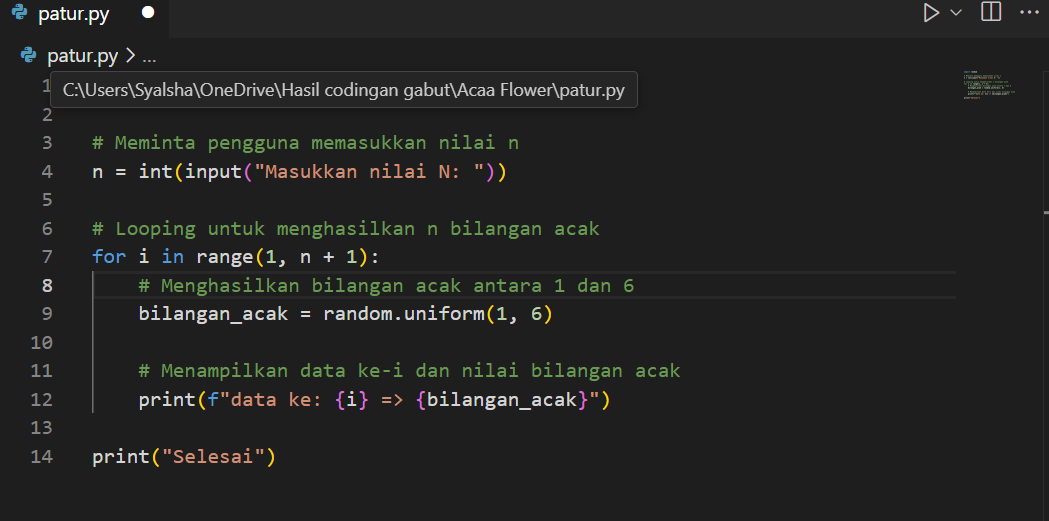 patur.py
patur.py > ...
1
C:\Users\Syalsha\OneDrive\Hasil codingan gabut\Acaa Flower\patur.py
2
3 # Meminta pengguna memasukkan nilai n
4 n = int(input("Masukkan nilai N: "))
5
6 # Looping untuk menghasilkan n bilangan acak
7 for i in range(1, n + 1):
8     # Menghasilkan bilangan acak antara 1 dan 6
9     bilangan_acak = random.uniform(1, 6)
10
11     # Menampilkan data ke-i dan nilai bilangan acak
12     print(f"data ke: {i} => {bilangan_acak}")
13
14 print("Selesai")